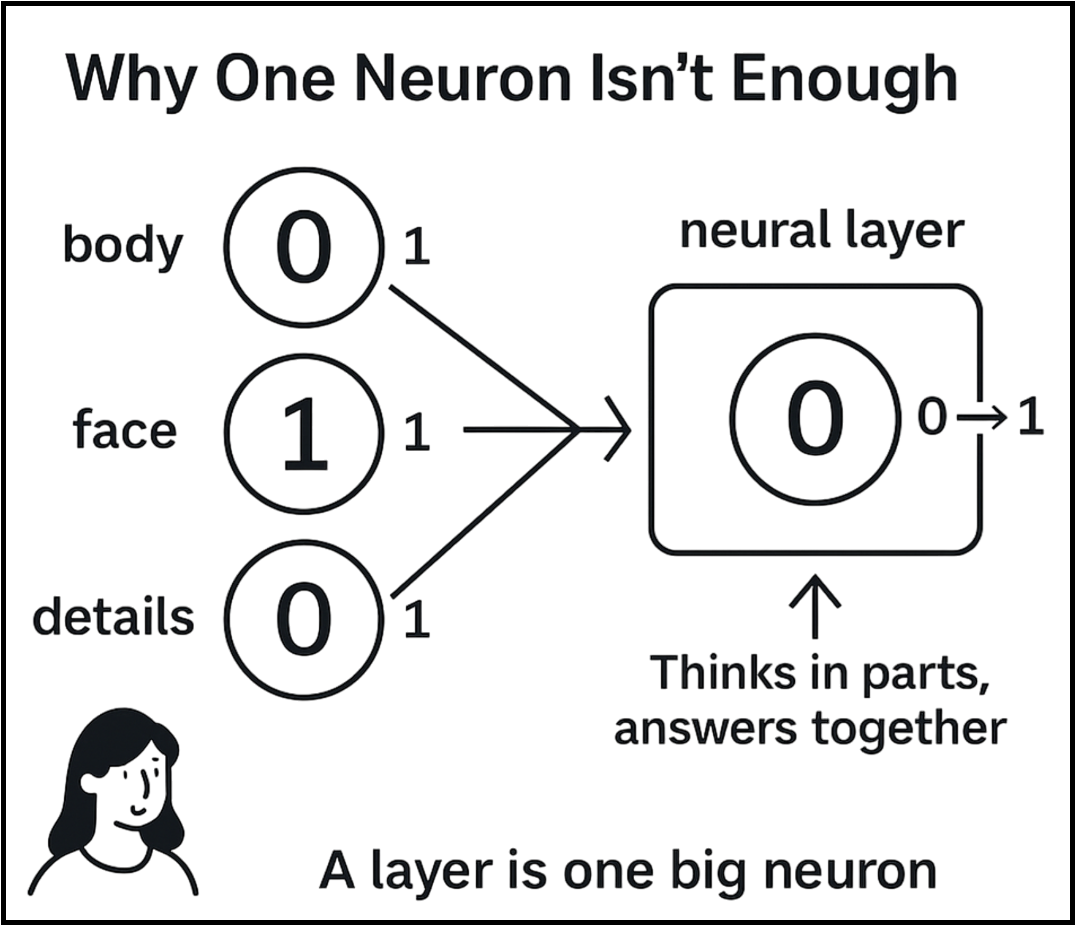 Why One Neuron Isn’t Enough
body 0 1
face 1 1
details 0 1
neural layer
0 0→1
Thinks in parts,
answers together
A layer is one big neuron